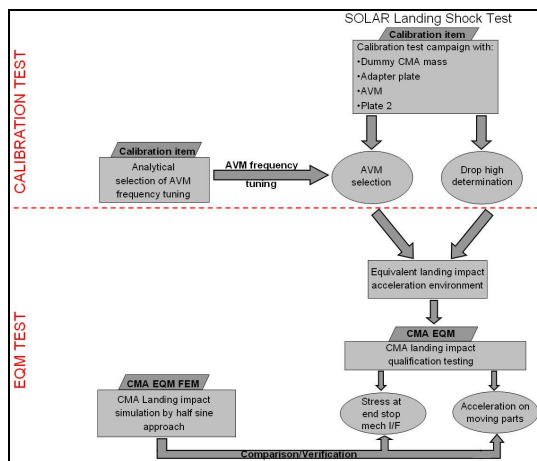 SOLAR Landing Shock Test
CALIBRATION TEST
Calibration item
Calibration test campaign with:
•Dummy CMA mass
•Adapter plate
•AVM
•Plate 2
Calibration item
Analytical
selection of AVM
frequency tuning
AVM frequency
tuning
AVM
selection
Drop high
determination
EQM TEST
Equivalent landing impact
acceleration environment
CMA EQM
CMA landing impact
qualification testing
CMA EQM FEM
CMA Landing impact
simulation by half sine
approach
Stress at
end stop
mech I/F
Acceleration on
moving parts
Comparison/Verification